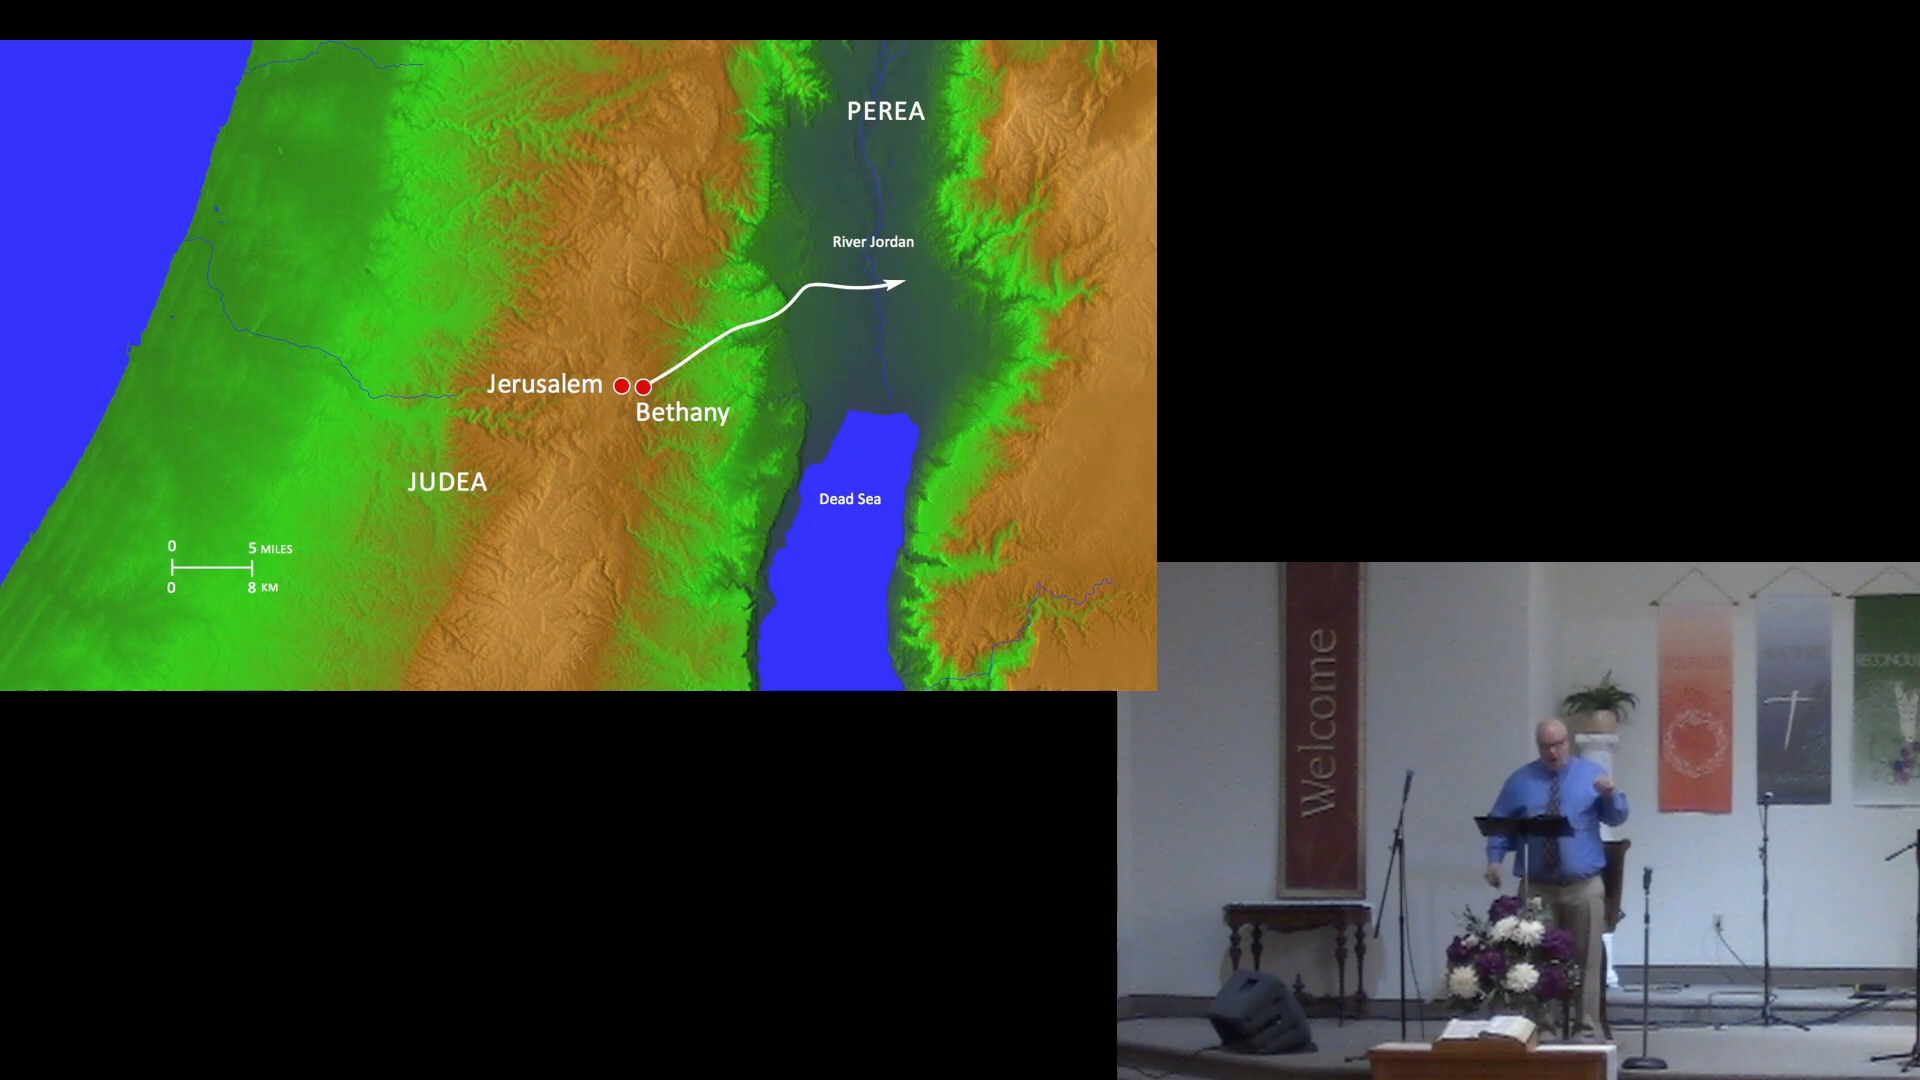 PEREA
River Jordan
Jerusalem
Bethany
JUDEA
Dead Sea
0 5 MILES
0 8 KM
Welcome